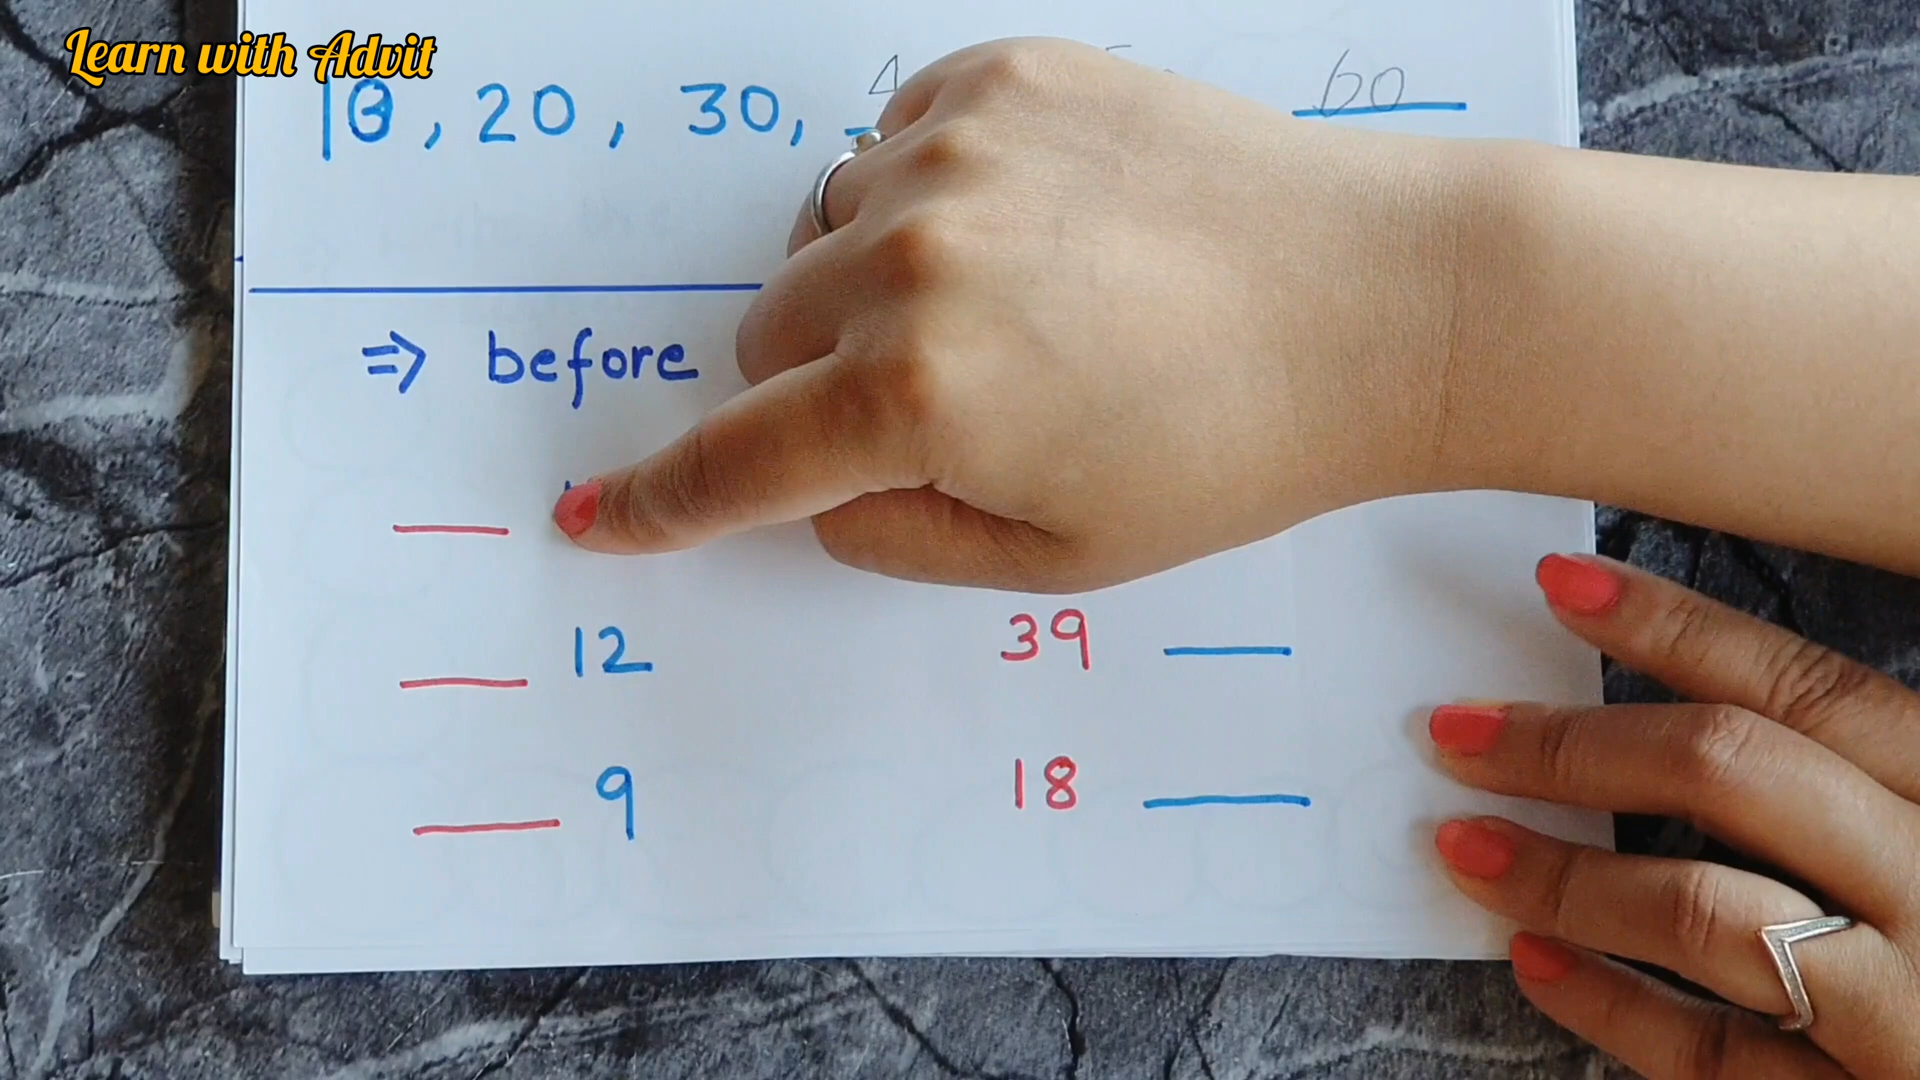 Learn with Advit
10, 20, 30, 60
=> before
12 39
9 18